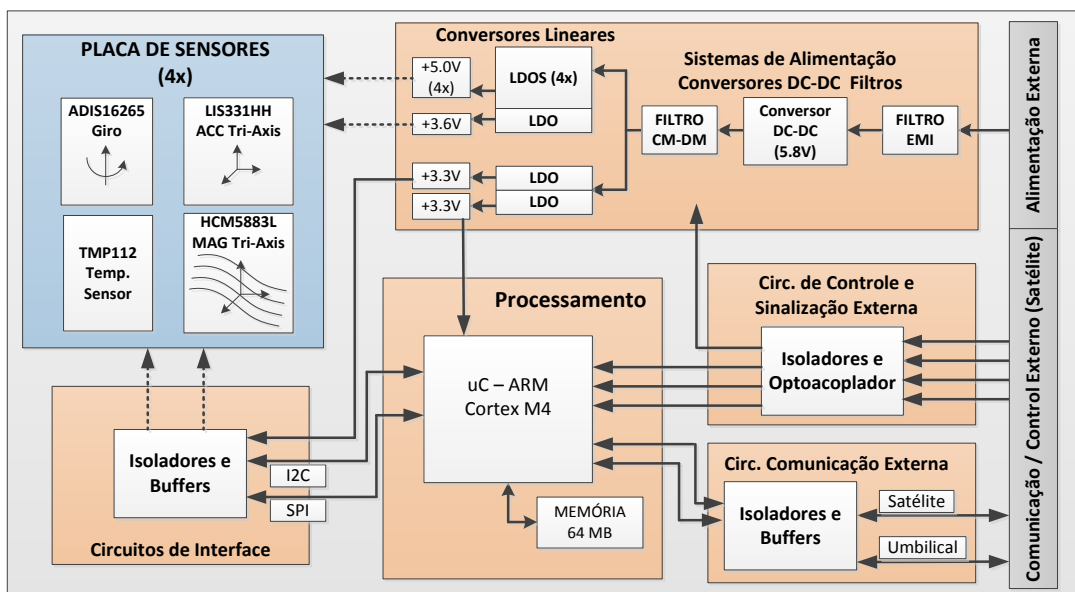 PLACA DE SENSORES
(4x)
ADIS16265
Giro
LIS331HH
ACC Tri-Axis
TMP112
Temp.
Sensor
HCM5883L
MAG Tri-Axis
Conversores Lineares
+5.0V
(4x)
LDOS (4x)
+3.6V
LDO
+3.3V
LDO
+3.3V
LDO
Sistemas de Alimentação
Conversores DC-DC Filtros
FILTRO
CM-DM
Conversor
DC-DC
(5.8V)
FILTRO
EMI
Alimentação Externa
Processamento
uC – ARM
Cortex M4
MEMÓRIA
64 MB
Circ. de Controle e
Sinalização Externa
Isoladores e
Optoacoplador
Circ. Comunicação Externa
Isoladores e
Buffers
Satélite
Umbilical
Comunicação / Control Externo (Satélite)
Isoladores e
Buffers
I2C
SPI
Circuitos de Interface